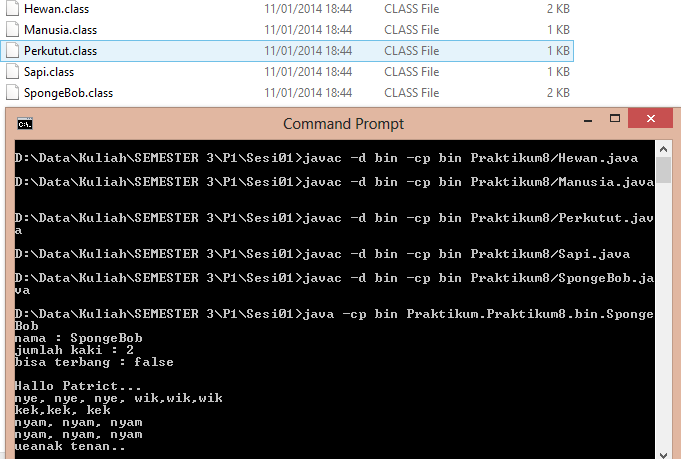 Hewan.class 11/01/2014 18:44 CLASS File 2 KB
Manusia.class 11/01/2014 18:44 CLASS File 1 KB
Perkutut.class 11/01/2014 18:44 CLASS File 1 KB
Sapi.class 11/01/2014 18:44 CLASS File 1 KB
SpongeBob.class 11/01/2014 18:44 CLASS File 2 KB
Command Prompt
D:\Data\Kuliah\SEMESTER 3\P1\Sesi01>javac -d bin -cp bin Praktikum8/Hewan.java
D:\Data\Kuliah\SEMESTER 3\P1\Sesi01>javac -d bin -cp bin Praktikum8/Manusia.java
D:\Data\Kuliah\SEMESTER 3\P1\Sesi01>javac -d bin -cp bin Praktikum8/Perkutut.jav
a
D:\Data\Kuliah\SEMESTER 3\P1\Sesi01>javac -d bin -cp bin Praktikum8/Sapi.java
D:\Data\Kuliah\SEMESTER 3\P1\Sesi01>javac -d bin -cp bin Praktikum8/SpongeBob.ja
va
D:\Data\Kuliah\SEMESTER 3\P1\Sesi01>java -cp bin Praktikum.Praktikum8.bin.Sponge
Bob
nama : SpongeBob
jumlah kaki : 2
bisa terbang : false
Hallo Patrict...
nye, nye, nye, wik,wik,wik
kek,kek, kek
nyam, nyam, nyam
nyam, nyam, nyam
ueanak tenan..